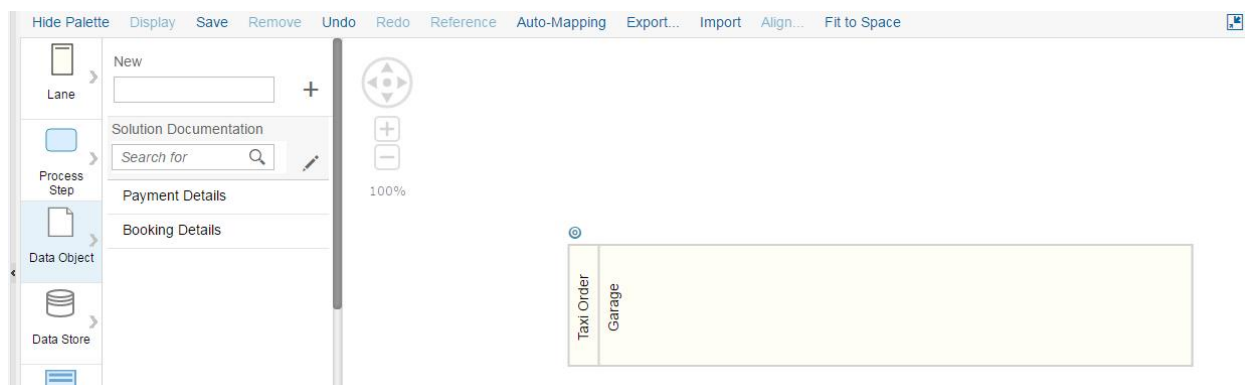 Hide Palette Display Save Remove Undo Redo Reference Auto-Mapping Export... Import Align... Fit to Space
Lane
Process
Step
Data Object
Data Store
New
Solution Documentation
Search for
Payment Details
Booking Details
100%
Taxi Order
Garage